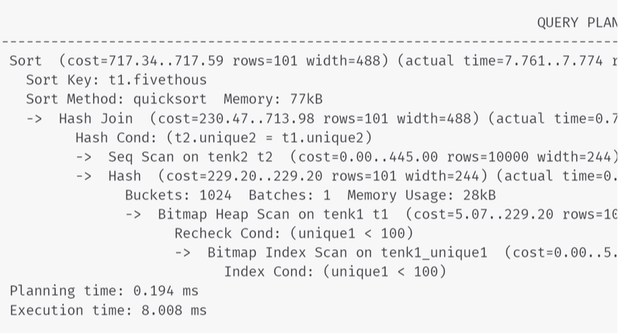 QUERY PLAN
Sort (cost=717.34..717.59 rows=101 width=488) (actual time=7.761..7.774 r
Sort Key: t1.fivethous
Sort Method: quicksort Memory: 77kB
-> Hash Join (cost=230.47..713.98 rows=101 width=488) (actual time=0.7
Hash Cond: (t2.unique2 = t1.unique2)
-> Seq Scan on tenk2 t2 (cost=0.00..445.00 rows=10000 width=244)
-> Hash (cost=229.20..229.20 rows=101 width=244) (actual time=0.
Buckets: 1024 Batches: 1 Memory Usage: 28kB
-> Bitmap Heap Scan on tenk1 t1 (cost=5.07..229.20 rows=10
Recheck Cond: (unique1 < 100)
-> Bitmap Index Scan on tenk1_unique1 (cost=0.00..5.
Index Cond: (unique1 < 100)
Planning time: 0.194 ms
Execution time: 8.008 ms